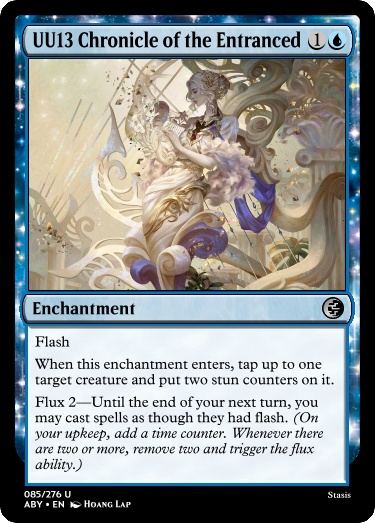 UU13 Chronicle of the Entranced 1
Enchantment
Flash
When this enchantment enters, tap up to one
target creature and put two stun counters on it.
Flux 2—Until the end of your next turn, you
may cast spells as though they had flash. (On
your upkeep, add a time counter. Whenever there
are two or more, remove two and trigger the flux
ability.)
085/276 U
ABY • EN Hoang Lap
Stasis